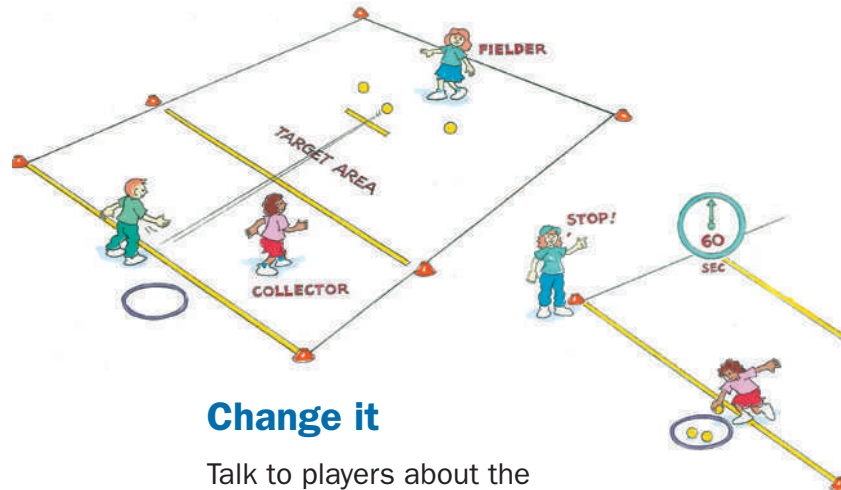 FIELDER
TARGET AREA
COLLECTOR
STOP!
60
SEC
Change it
Talk to players about the